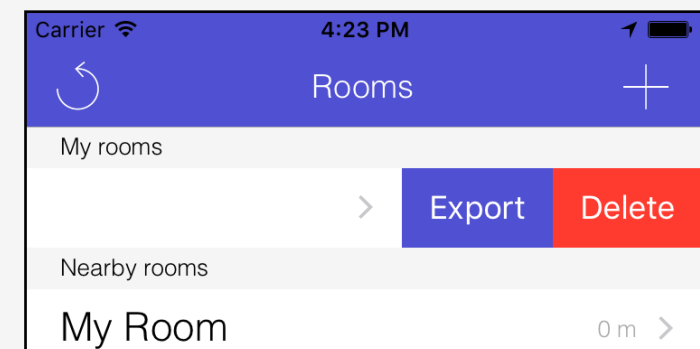 Carrier 4:23 PM
Rooms
My rooms
Export Delete
Nearby rooms
My Room 0 m